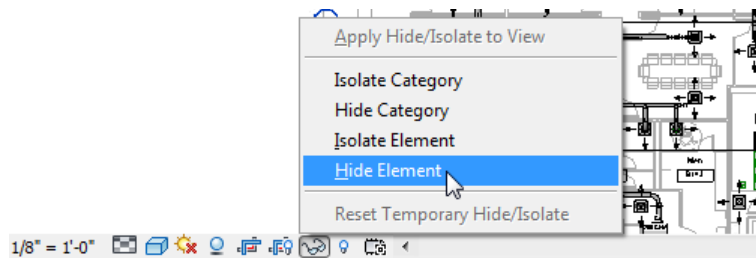 Apply Hide/Isolate to View
Isolate Category
Hide Category
Isolate Element
Hide Element
Reset Temporary Hide/Isolate
1/8" = 1'-0"